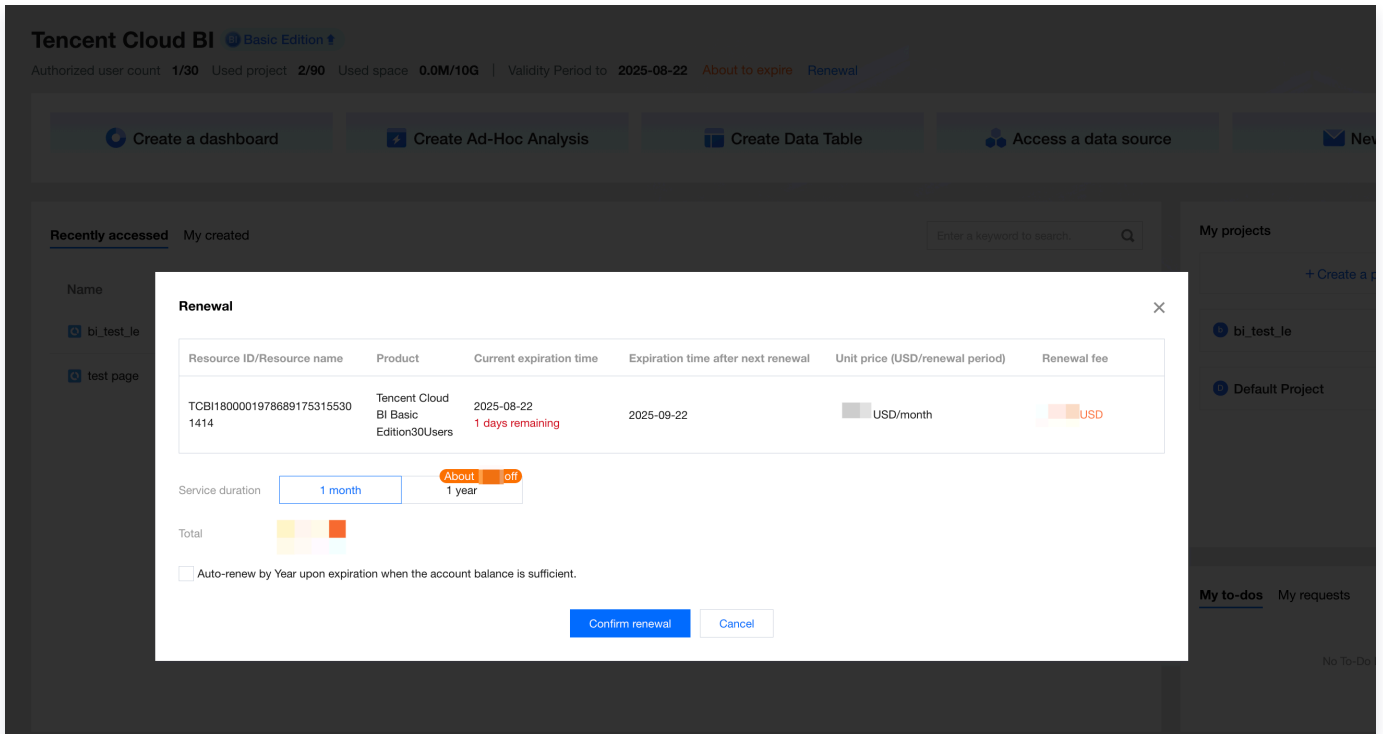 Tencent Cloud BI Basic Edition
Authorized user count 1/30 Used project 2/90 Used space 0.0M/10G | Validity Period to 2025-08-22 About to expire Renewal
Create a dashboard Create Ad-Hoc Analysis Create Data Table Access a data source New
Recently accessed My created Enter a keyword to search.
Name
bi_test_le
test page
My projects
+ Create a p
bi_test_le
Default Project
My to-dos My requests
No To-Do
Renewal
Resource ID/Resource name Product Current expiration time Expiration time after next renewal Unit price (USD/renewal period) Renewal fee
TCBI1800001978689175315530
1414
Tencent Cloud
BI Basic
Edition30Users
2025-08-22
1 days remaining
2025-09-22
USD/month
USD
About off
Service duration 1 month 1 year
Total
Auto-renew by Year upon expiration when the account balance is sufficient.
Confirm renewal Cancel